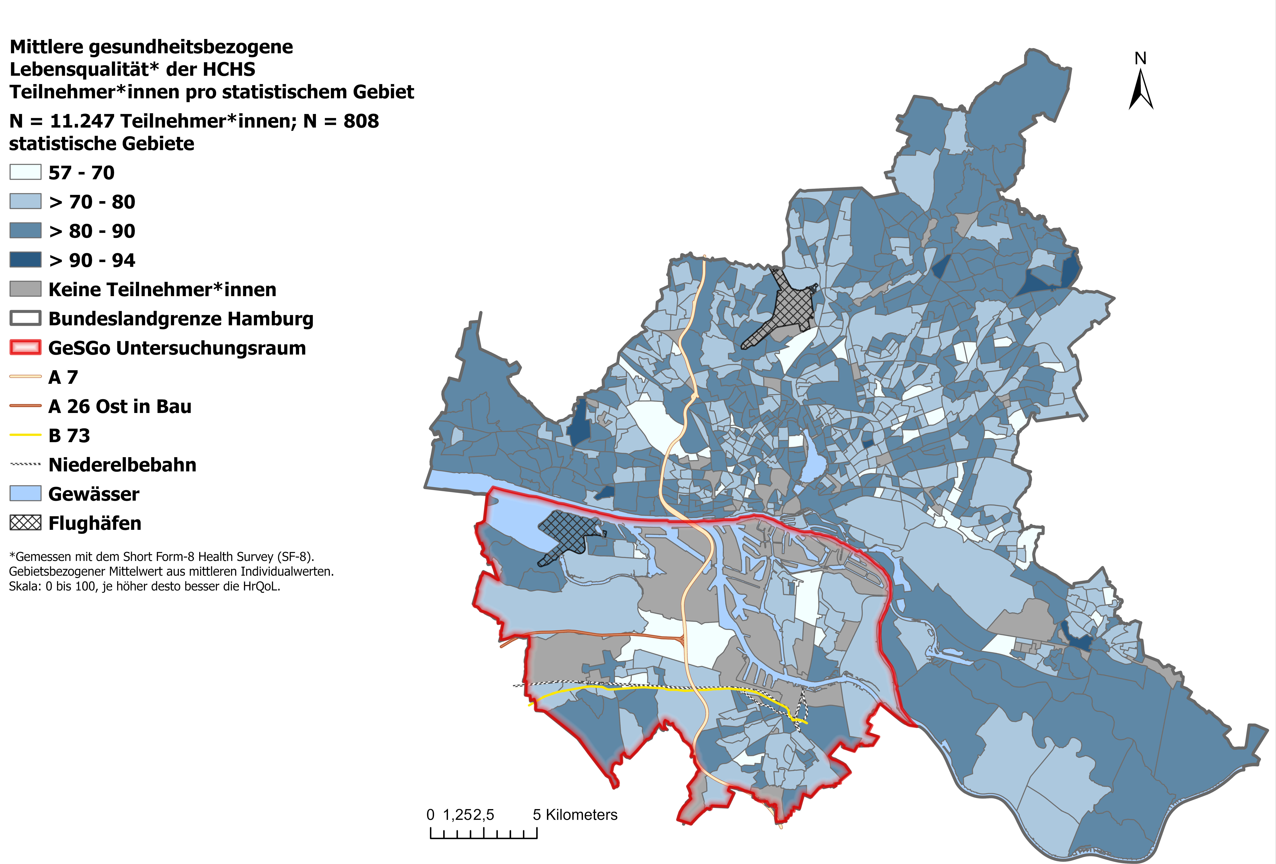 Mittlere gesundheitsbezogene
Lebensqualität* der HCHS
Teilnehmer*innen pro statistischem Gebiet
N = 11.247 Teilnehmer*innen; N = 808
statistische Gebiete
57 - 70
> 70 - 80
> 80 - 90
> 90 - 94
Keine Teilnehmer*innen
Bundeslandgrenze Hamburg
GeSGo Untersuchungsraum
A 7
A 26 Ost in Bau
B 73
Niederelbebahn
Gewässer
Flughäfen
*Gemessen mit dem Short Form-8 Health Survey (SF-8).
Gebietsbezogener Mittelwert aus mittleren Individualwerten.
Skala: 0 bis 100, je höher desto besser die HrQoL.
N
0 1,252,5 5 Kilometers